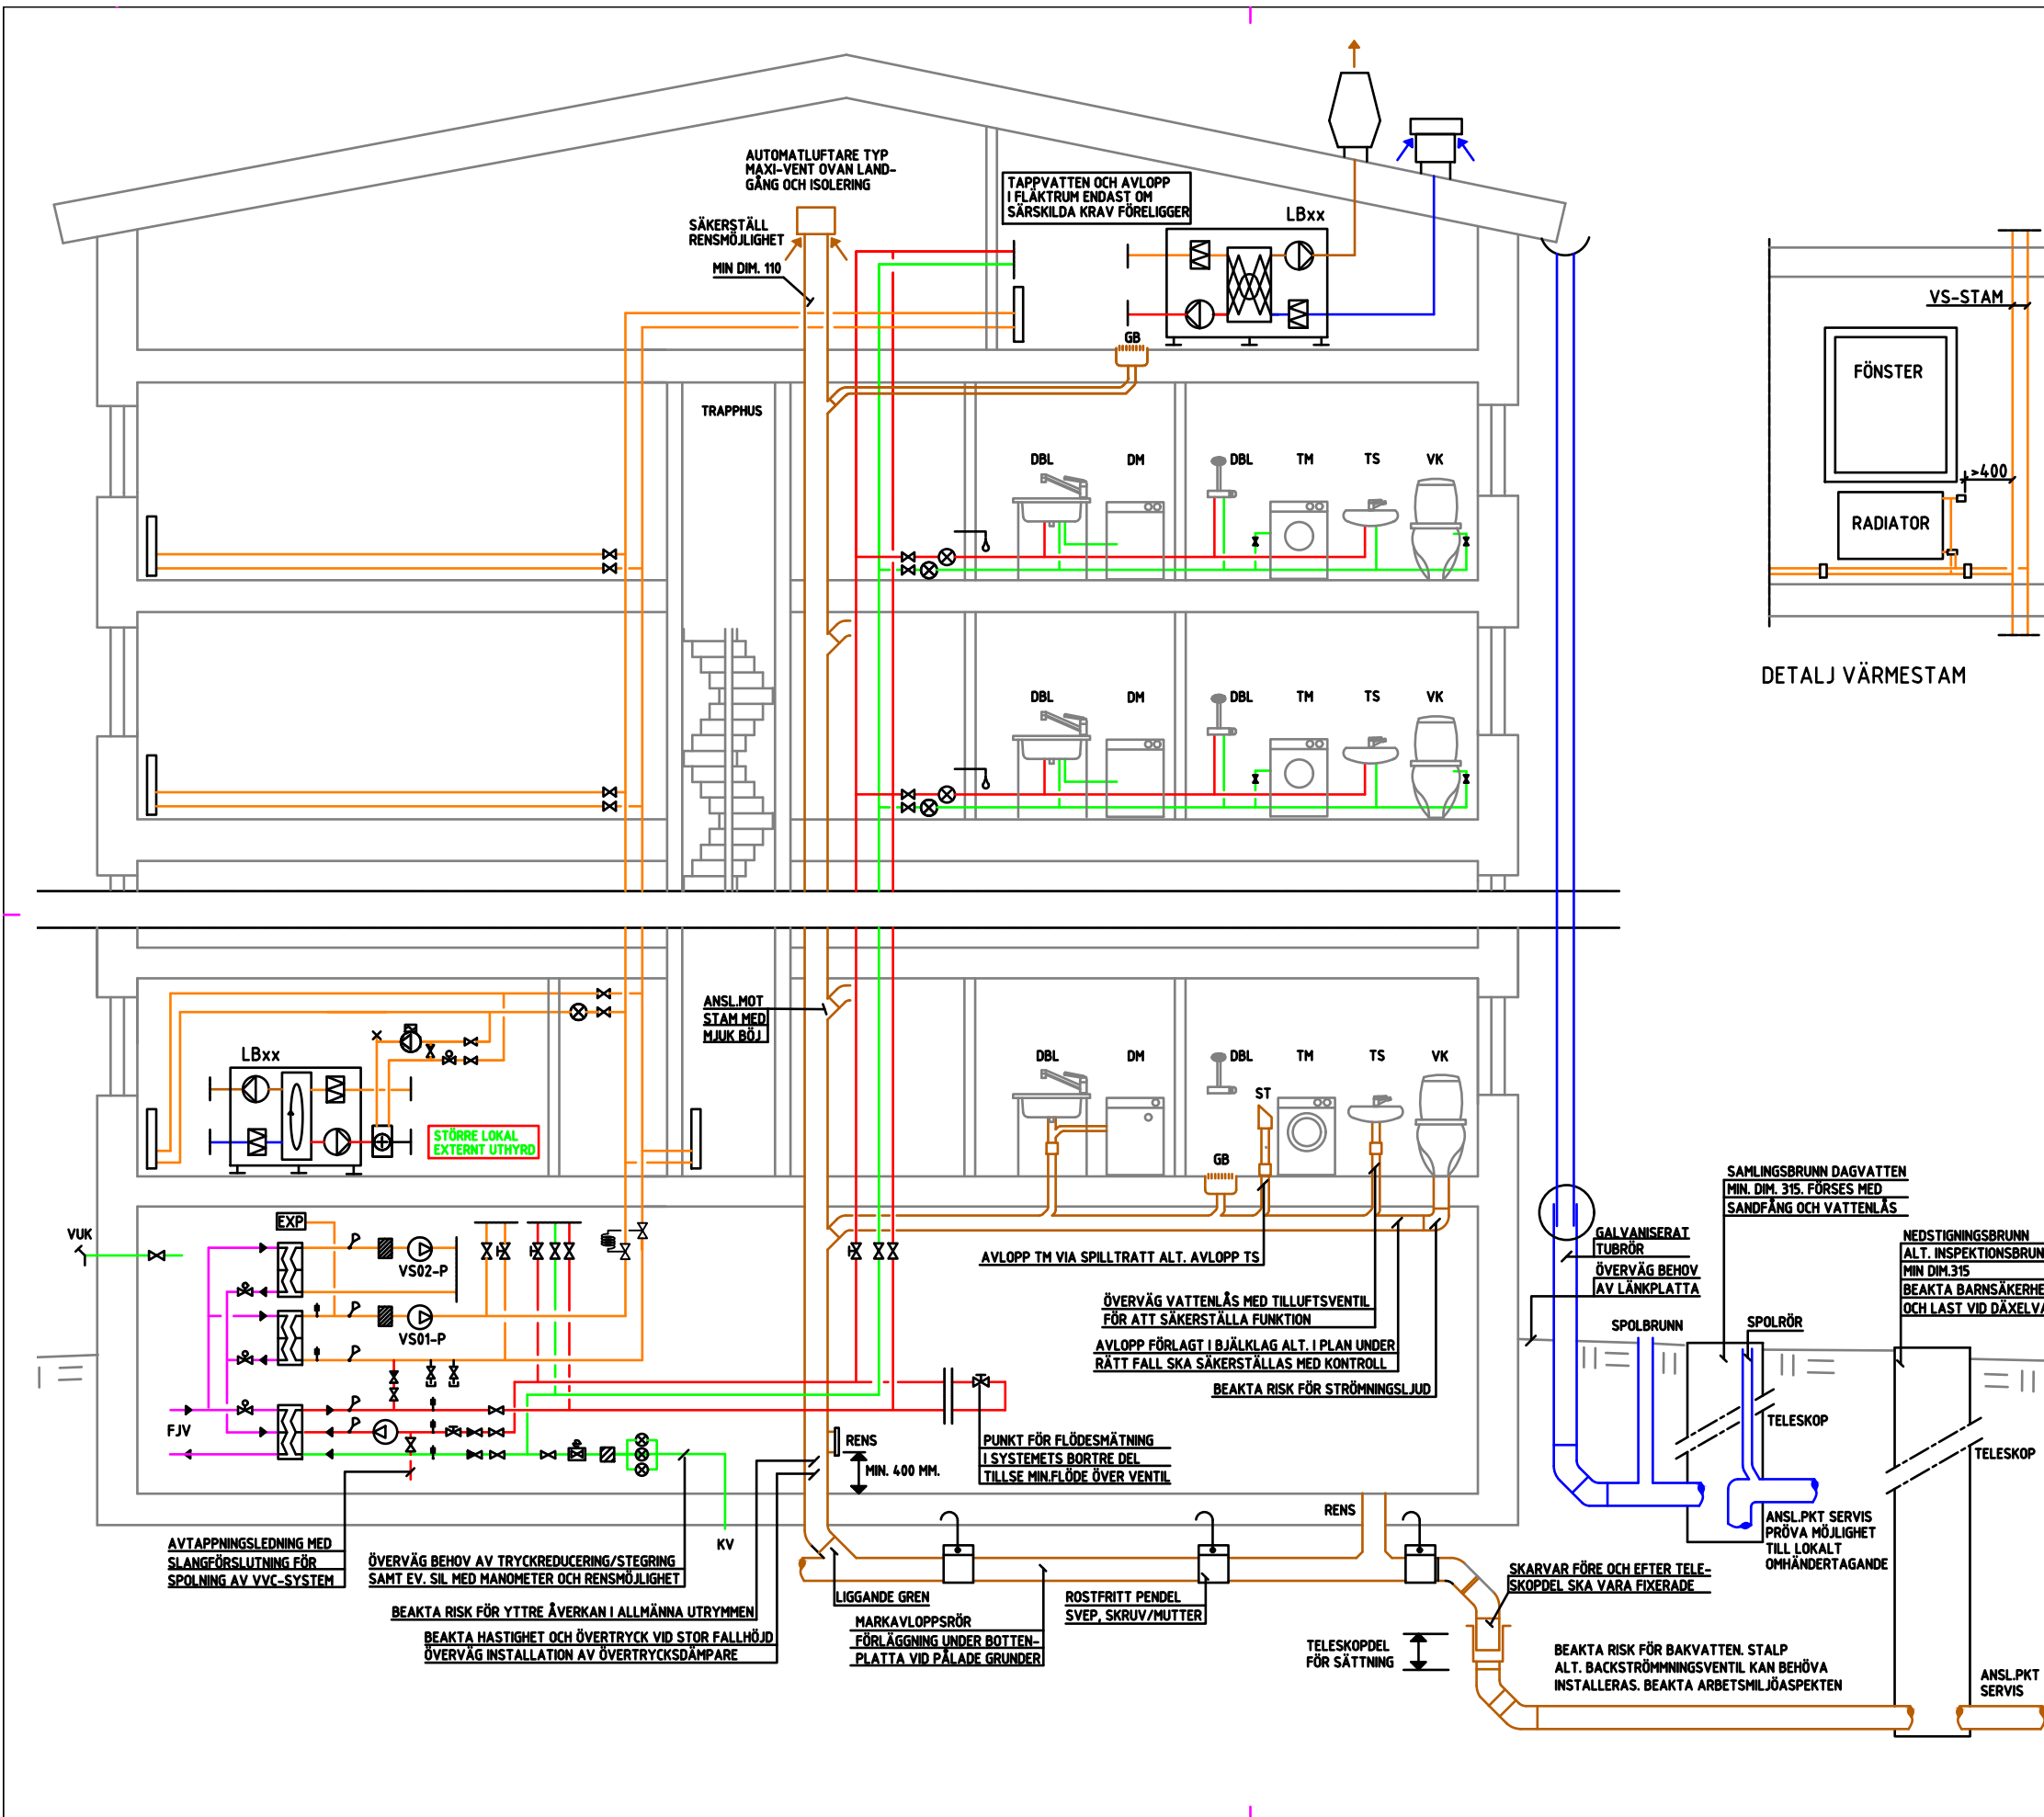 AUTOMATLUFTARE TYP
MAXI-VENT OVAN LAND-
GÅNG OCH ISOLERING
SÄKERSTÄLL
RENSMÖJLIGHET
MIN DIM. 110
TAPPVATTEN OCH AVLOPP
I FLÄKTRUM ENDAST OM
SÄRSKILDA KRAV FÖRELIGGER
LBxx
GB
TRAPPHUS
DBL
DM
DBL
TM
TS
VK
VS-STAM
FÖNSTER
>400
RADIATOR
DETALJ VÄRMESTAM
DBL
DM
DBL
TM
TS
VK
ANSL.MOT
STAM MED
MJUK BÖJ
LBxx
STÖRRE LOKAL
EXTERNT UTHYRD
DBL
DM
DBL
ST
TM
TS
VK
GB
VUK
EXP
VS02-P
VS01-P
FJV
AVLOPP TM VIA SPILLTRATT ALT. AVLOPP TS
ÖVERVÄG VATTENLÅS MED TILLUFTSVENTIL
FÖR ATT SÄKERSTÄLLA FUNKTION
AVLOPP FÖRLAGT I BJÄLKLAG ALT. I PLAN UNDER
RÄTT FALL SKA SÄKERSTÄLLAS MED KONTROLL
BEAKTA RISK FÖR STRÖMNINGSLJUD
GALVANISERAT
TUBRÖR
ÖVERVÄG BEHOV
AV LÄNKPLATTA
SAMLINGSBRUNN DAGVATTEN
MIN. DIM. 315. FÖRSES MED
SANDFÅNG OCH VATTENLÅS
NEDSTIGNINGSBRUNN
ALT. INSPEKTIONSBRUN
MIN DIM.315
BEAKTA BARNSÄKERHE
OCH LAST VID DÄXELVA
SPOLBRUNN
SPOLRÖR
TELESKOP
TELESKOP
RENS
MIN. 400 MM.
PUNKT FÖR FLÖDESMÄTNING
I SYSTEMETS BORTRE DEL
TILLSE MIN.FLÖDE ÖVER VENTIL
RENS
ANSL.PKT SERVIS
PRÖVA MÖJLIGHET
TILL LOKALT
OMHÄNDERTAGANDE
KV
AVTAPPNINGSLEDNING MED
SLANGFÖRSLUTNING FÖR
SPOLNING AV VVC-SYSTEM
ÖVERVÄG BEHOV AV TRYCKREDUCERING/STEGRING
SAMT EV. SIL MED MANOMETER OCH RENSMÖJLIGHET
BEAKTA RISK FÖR YTTRE ÅVERKAN I ALLMÄNNA UTRYMMEN
BEAKTA HASTIGHET OCH ÖVERTRYCK VID STOR FALLHÖJD
ÖVERVÄG INSTALLATION AV ÖVERTRYCKSDÄMPARE
LIGGANDE GREN
MARKAVLOPPSRÖR
FÖRLÄGGNING UNDER BOTTEN-
PLATTA VID PÅLADE GRUNDER
ROSTFRITT PENDEL
SVEP, SKRUV/MUTTER
SKARVAR FÖRE OCH EFTER TELE-
SKOPDEL SKA VARA FIXERADE
TELESKOPDEL
FÖR SÄTTNING
BEAKTA RISK FÖR BAKVATTEN. STALP
ALT. BACKSTRÖMMNINGSVENTIL KAN BEHÖVA
INSTALLERAS. BEAKTA ARBETSMILJÖASPEKTEN
ANSL.PKT
SERVIS